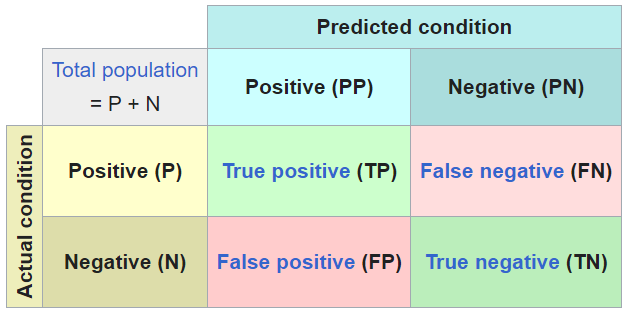 Predicted condition
Total population
= P + N
Positive (PP)
Negative (PN)
Actual condition
Positive (P)
True positive (TP)
False negative (FN)
Negative (N)
False positive (FP)
True negative (TN)